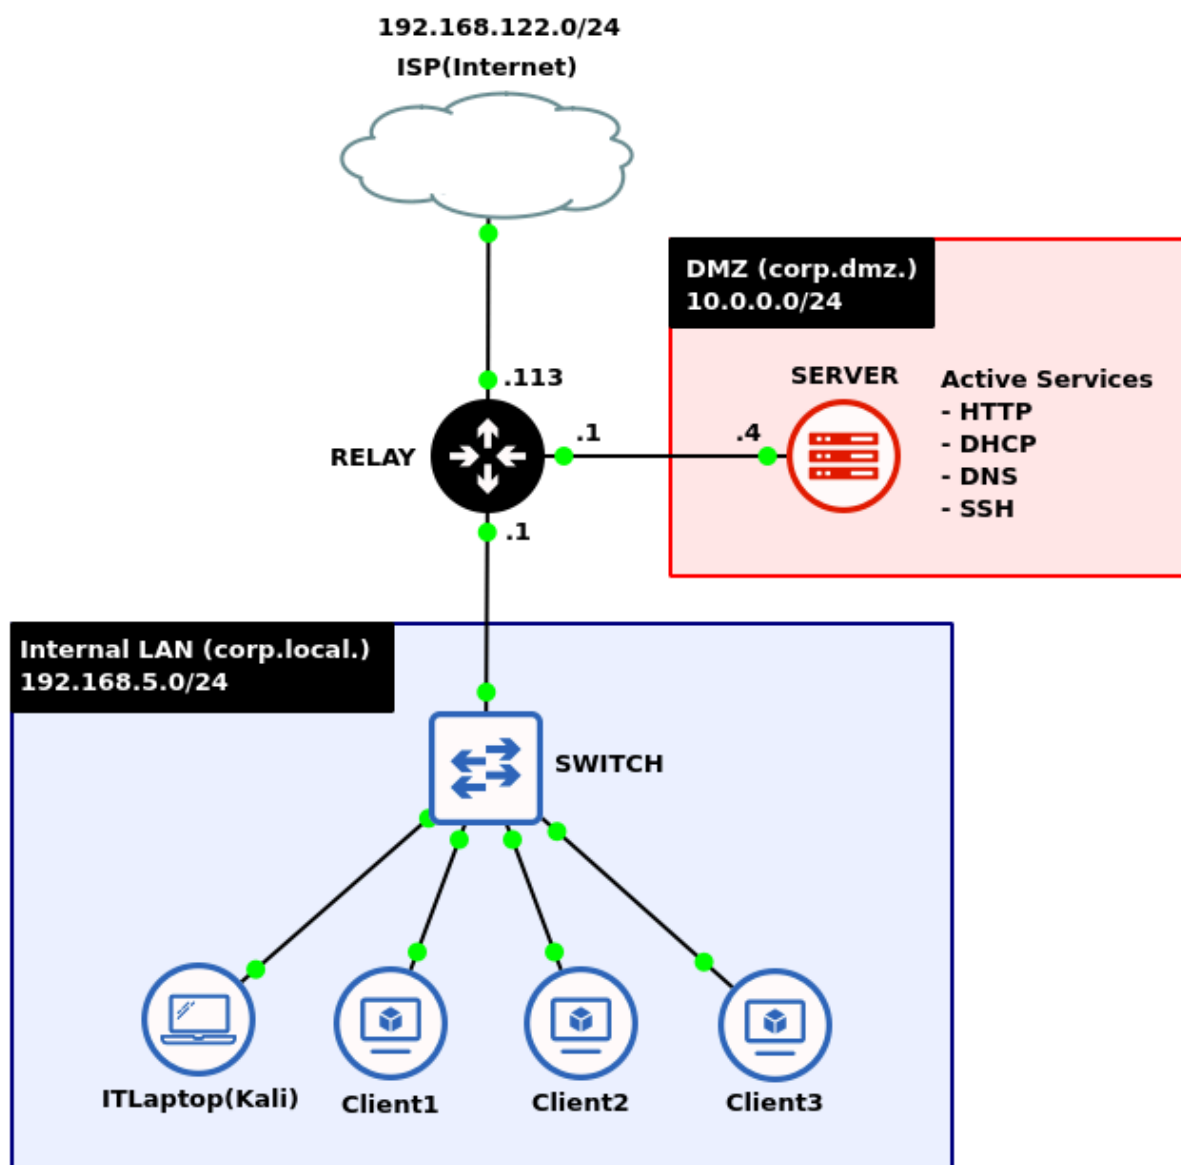 192.168.122.0/24
ISP(Internet)
DMZ (corp.dmz.)
10.0.0.0/24
.113
SERVER
Active Services
- HTTP
- DHCP
- DNS
- SSH
RELAY
.1
.4
.1
Internal LAN (corp.local.)
192.168.5.0/24
SWITCH
ITLaptop(Kali)
Client1
Client2
Client3